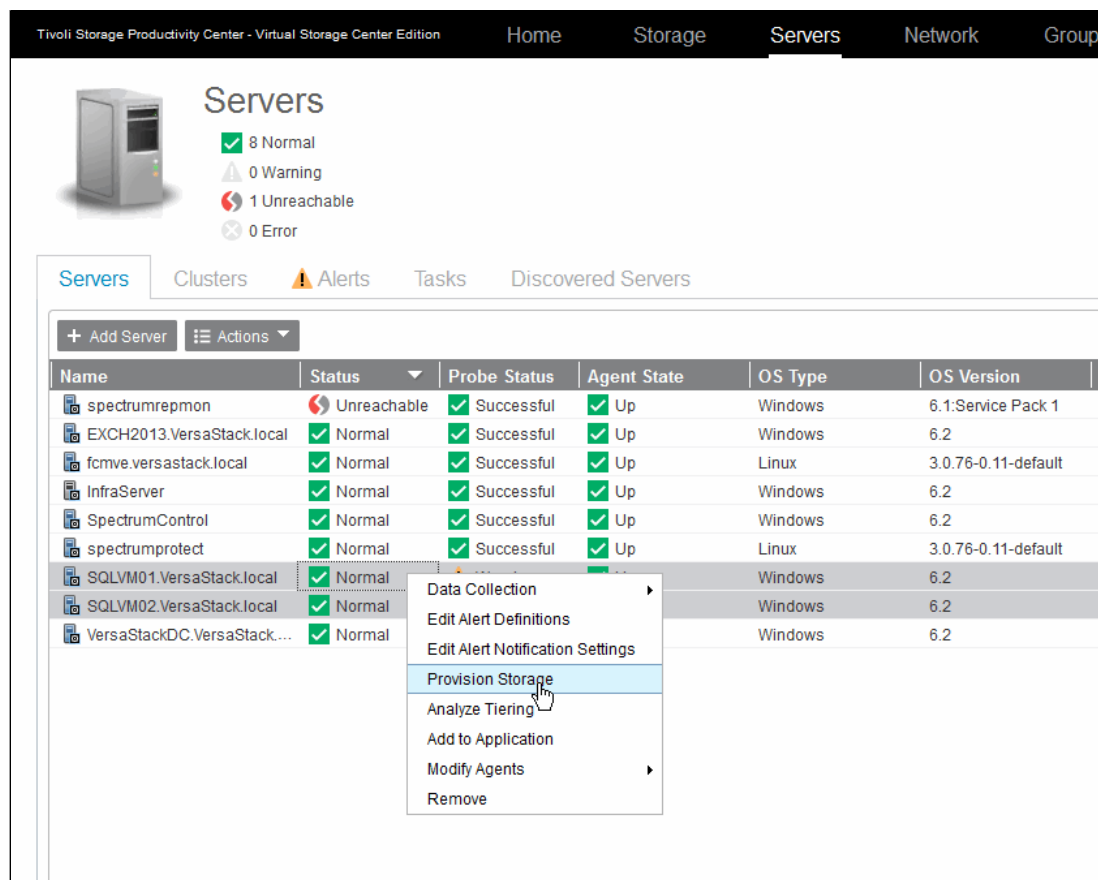 Tivoli Storage Productivity Center - Virtual Storage Center Edition Home Storage Servers Network Group
Servers
8 Normal
0 Warning
1 Unreachable
0 Error
Servers Clusters Alerts Tasks Discovered Servers
+ Add Server Actions
Name Status Probe Status Agent State OS Type OS Version
spectrumrepmon Unreachable Successful Up Windows 6.1:Service Pack 1
EXCH2013.VersaStack.local Normal Successful Up Windows 6.2
fcmve.versastack.local Normal Successful Up Linux 3.0.76-0.11-default
InfraServer Normal Successful Up Windows 6.2
SpectrumControl Normal Successful Up Windows 6.2
spectrumprotect Normal Successful Up Linux 3.0.76-0.11-default
SQLVM01.VersaStack.local Normal Windows 6.2
SQLVM02.VersaStack.local Normal Windows 6.2
VersaStackDC.VersaStack.... Normal Windows 6.2
Data Collection
Edit Alert Definitions
Edit Alert Notification Settings
Provision Storage
Analyze Tiering
Add to Application
Modify Agents
Remove